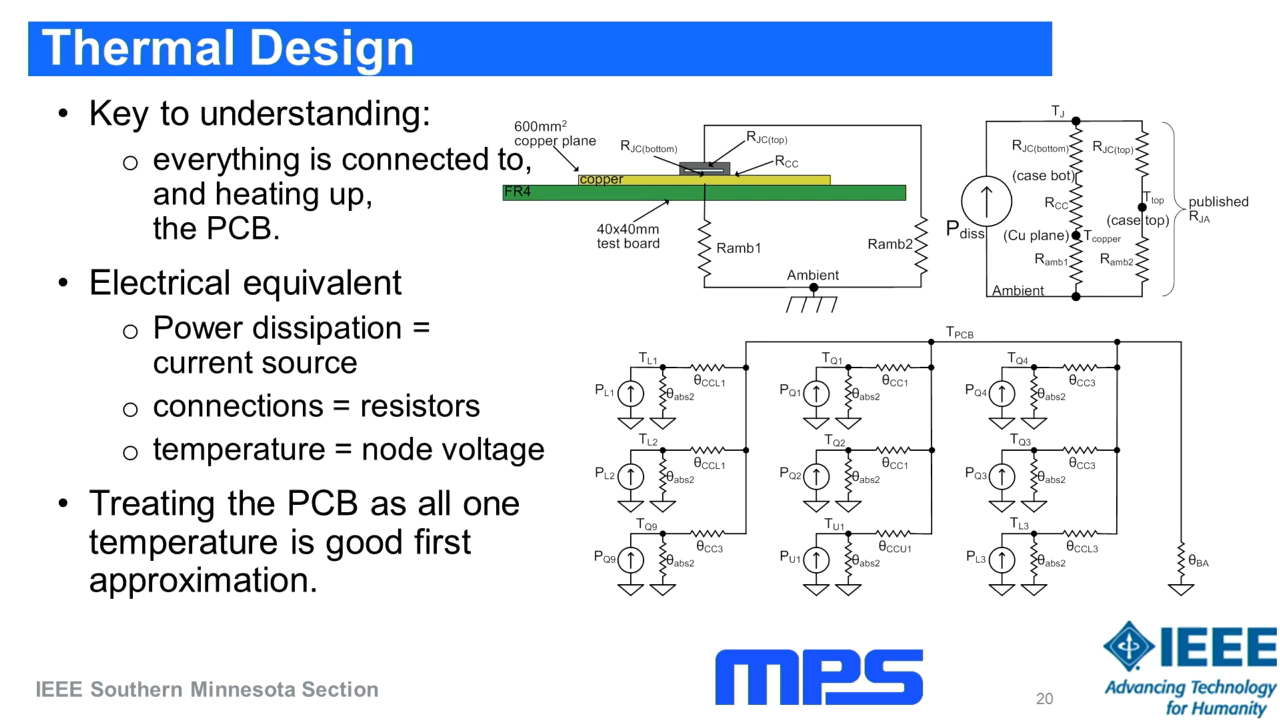 Thermal Design
• Key to understanding:
o everything is connected to,
and heating up,
the PCB.
• Electrical equivalent
o Power dissipation =
current source
o connections = resistors
o temperature = node voltage
• Treating the PCB as all one
temperature is good first
approximation.
600mm2
copper plane
RJC(bottom)
RJC(top)
RCC
copper
FR4
40x40mm
test board
Ramb1
Ramb2
Ambient
TJ
RJC(bottom)
RJC(top)
(case bot)
RCC
Ttop
(case top)
published
RJA
Pdiss
(Cu plane)
Tcopper
Ramb1
Ramb2
Ambient
TPCB
TL1
PL1
θabs2
θCCL1
TQ1
PQ1
θabs2
θCC1
TQ4
PQ4
θabs2
θCC3
TL2
PL2
θabs2
θCCL1
TQ2
PQ2
θabs2
θCC1
TQ3
PQ3
θabs2
θCC3
TQ9
PQ9
θabs2
θCC3
TU1
PU1
θabs2
θCCU1
TL3
PL3
θabs2
θCCL3
θBA
IEEE Southern Minnesota Section
mPS
20
IEEE
Advancing Technology
for Humanity